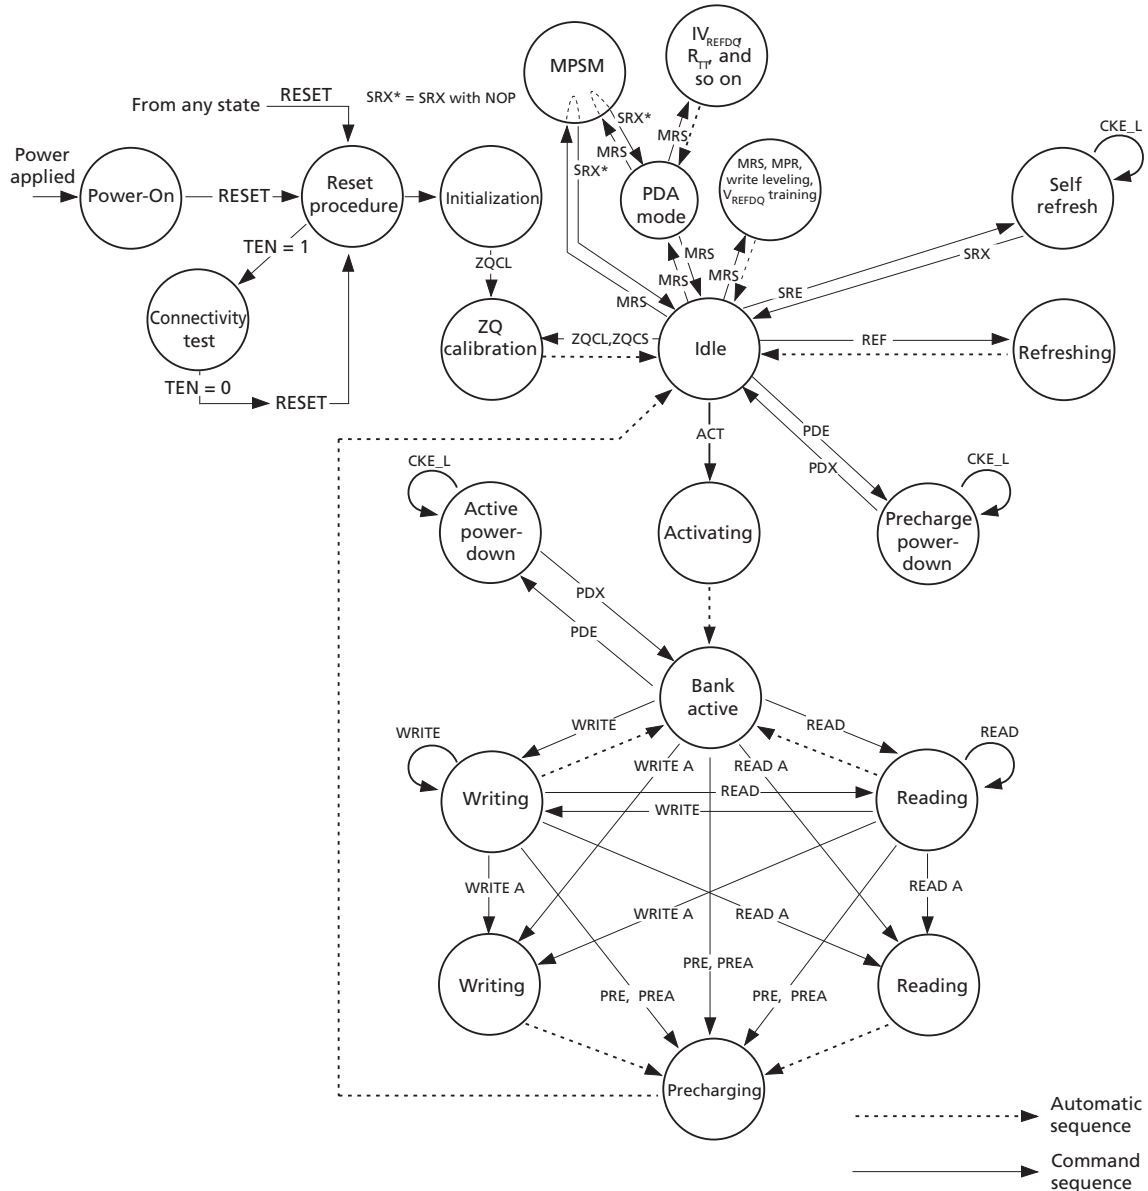 MPSM
IV REFDQ,
R TT, and
so on
From any state
RESET
SRX* = SRX with NOP
SRX*
MRS
MRS
SRX*
CKE_L
Power
applied
Power-On
RESET
Reset
procedure
Initialization
PDA
mode
MRS, MPR,
write leveling,
V REFDQ training
Self
refresh
TEN = 1
ZQCL
MRS
MRS
MRS
MRS
SRE
SRX
Connectivity
test
ZQ
calibration
ZQCL,ZQCS
Idle
REF
Refreshing
TEN = 0
RESET
ACT
PDE
PDX
CKE_L
CKE_L
Active
power-
down
Activating
Precharge
power-
down
PDX
PDE
Bank
active
WRITE
WRITE
READ
READ
WRITE A
READ A
Writing
READ
WRITE
Reading
WRITE A
READ A
WRITE A
READ A
Writing
PRE, PREA
PRE, PREA
PRE, PREA
Reading
Precharging
Automatic
sequence
Command
sequence